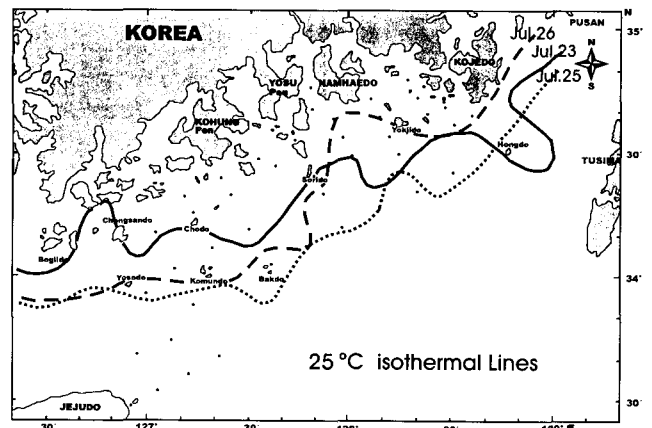 N
PUSAN
35'
KOREA
Jul.26
Jul.23
Jul.25
N
S
KOJEDO
YOSU
Pen
NAMHAEDO
KOHUNG
Pen
Yokjido
Hongdo
30'
TUSIMA
Sorido
Chongsando
Chodo
Bogildo
Yosodo
Komundo
Bakdo
34'
25 °C isothermal Lines
JEJUDO
30'
30'
127°
30'
128°